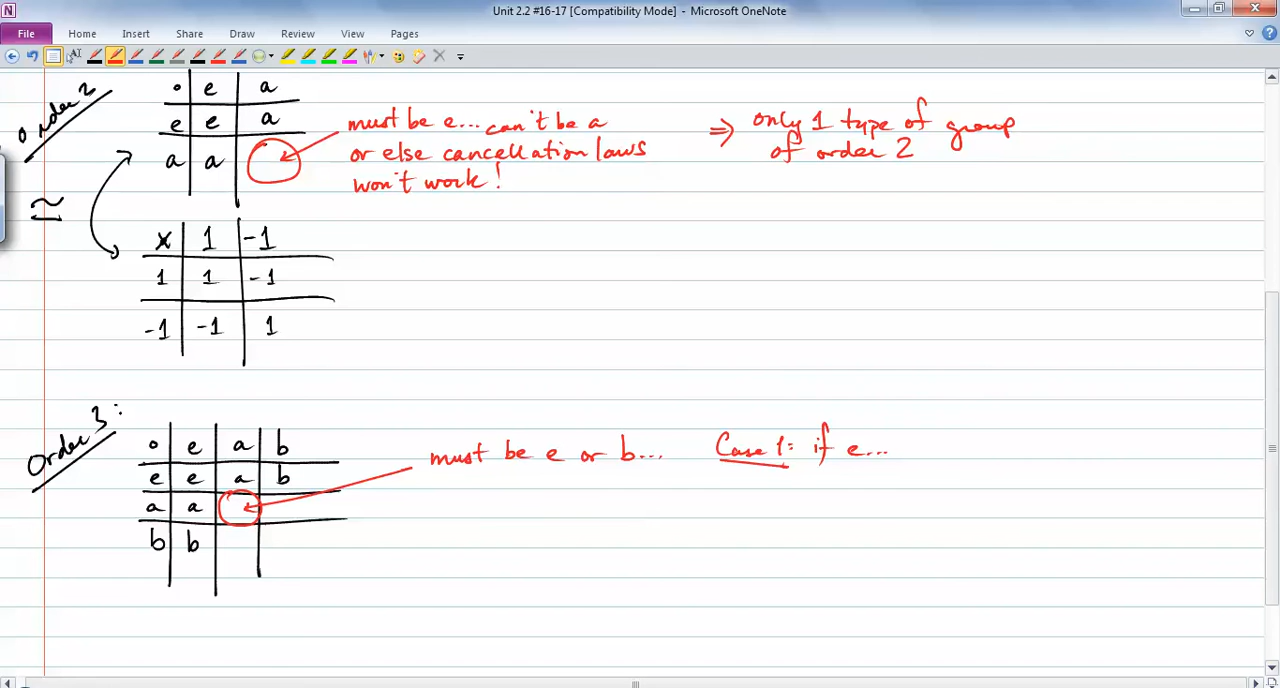 Unit 2.2 #16-17 [Compatibility Mode] - Microsoft OneNote
File Home Insert Share Draw Review View Pages
Order 2
∘ e a
e e a
a a
must be e... can't be a
or else cancellation laws
won't work!
⇒ only 1 type of group
of order 2
≅
× 1 -1
1 1 -1
-1 -1 1
Order 3:
∘ e a b
e e a b
a a
b b
must be e or b... Case 1: if e...